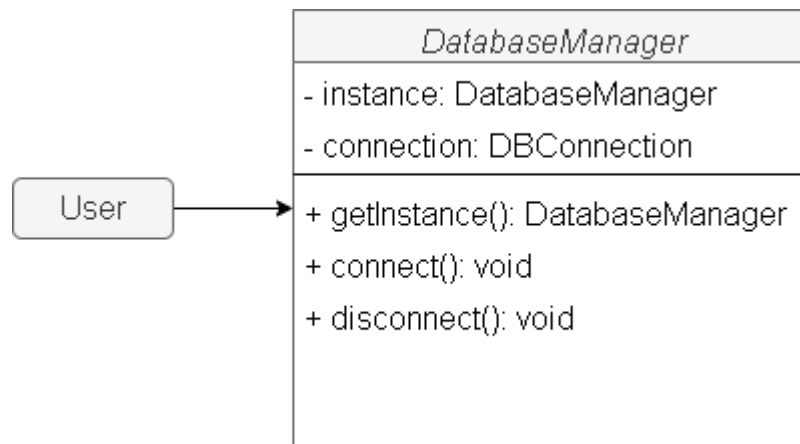 DatabaseManager
- instance: DatabaseManager
- connection: DBConnection
User
+ getInstance(): DatabaseManager
+ connect(): void
+ disconnect(): void